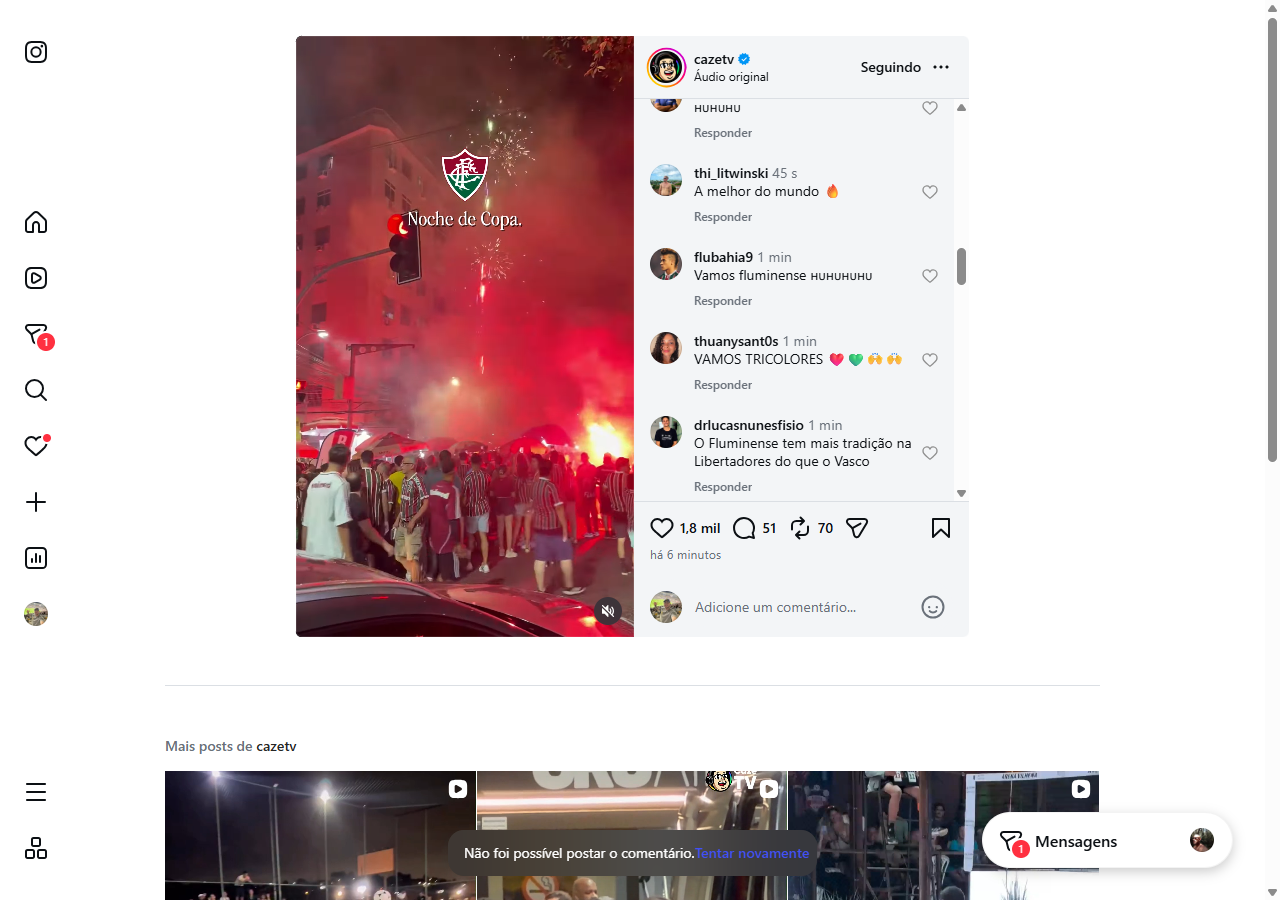 cazetv
Áudio original
Seguindo
Noche de Copa.
ʜᴜʜᴜʜᴜ
Responder
thi_litwinski 45 s
A melhor do mundo 🔥
Responder
flubahia9 1 min
Vamos fluminense ʜᴜʜᴜʜᴜʜᴜ
Responder
thuanysant0s 1 min
VAMOS TRICOLORES ❤️ 💚 🙌 🙌
Responder
drlucasnunesfisio 1 min
O Fluminense tem mais tradição na
Libertadores do que o Vasco
Responder
1,8 mil 51 70
há 6 minutos
Adicione um comentário...
1
Mais posts de cazetv
TV
Não foi possível postar o comentário. Tentar novamente
1 Mensagens